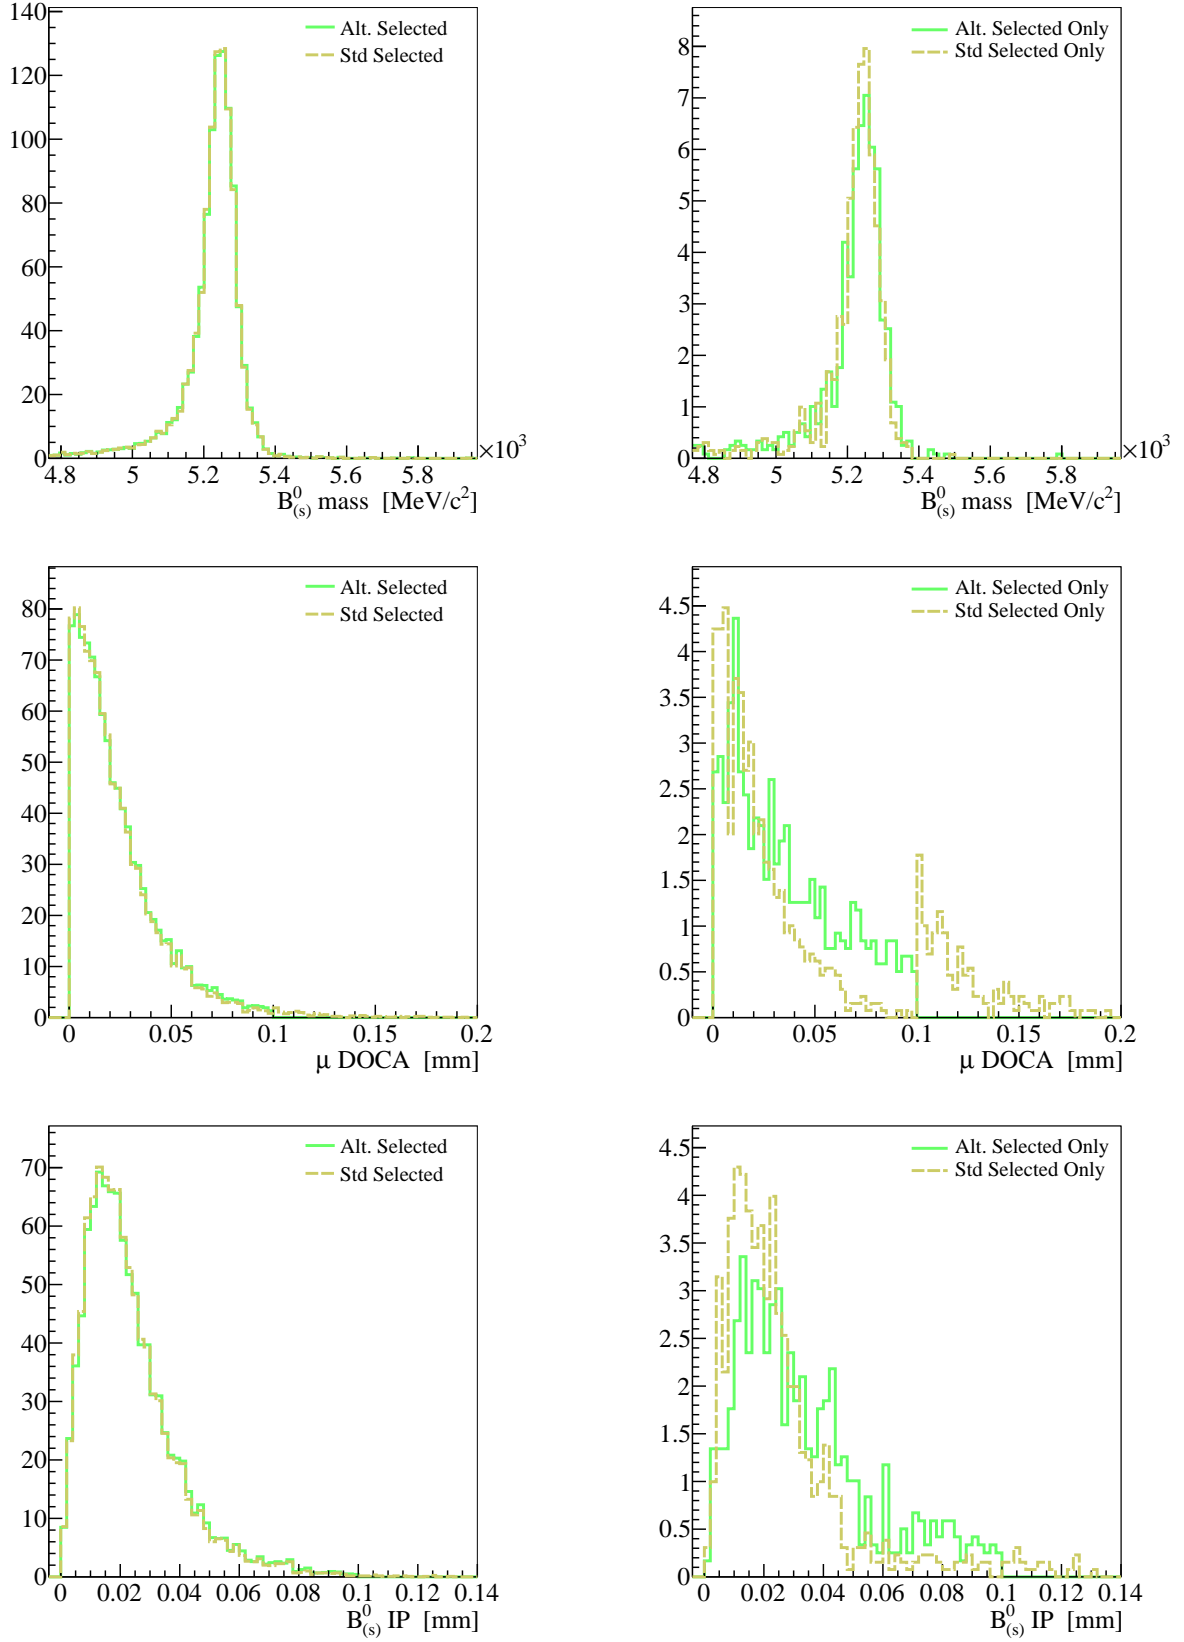 140
120
100
80
60
40
20
0
Alt. Selected
Std Selected
4.8 5 5.2 5.4 5.6 5.8
×10³
B⁰₍ₛ₎ mass [MeV/c²]
8
7
6
5
4
3
2
1
0
Alt. Selected Only
Std Selected Only
4.8 5 5.2 5.4 5.6 5.8
×10³
B⁰₍ₛ₎ mass [MeV/c²]
80
70
60
50
40
30
20
10
0
Alt. Selected
Std Selected
0 0.05 0.1 0.15 0.2
μ DOCA [mm]
4.5
4
3.5
3
2.5
2
1.5
1
0.5
0
Alt. Selected Only
Std Selected Only
0 0.05 0.1 0.15 0.2
μ DOCA [mm]
70
60
50
40
30
20
10
0
Alt. Selected
Std Selected
0 0.02 0.04 0.06 0.08 0.1 0.12 0.14
B⁰₍ₛ₎ IP [mm]
4.5
4
3.5
3
2.5
2
1.5
1
0.5
0
Alt. Selected Only
Std Selected Only
0 0.02 0.04 0.06 0.08 0.1 0.12 0.14
B⁰₍ₛ₎ IP [mm]